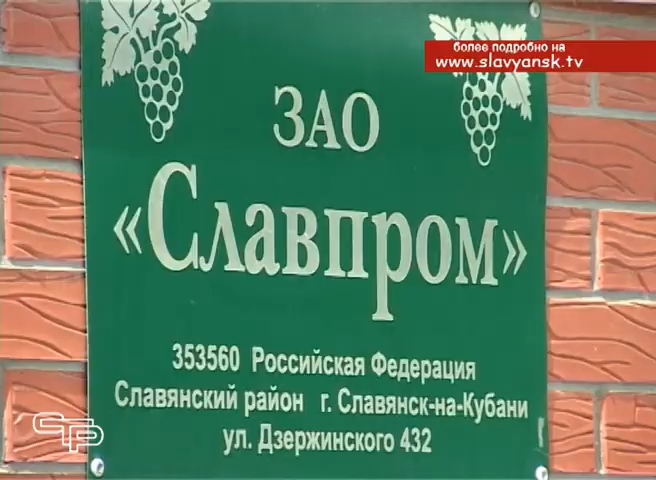 более подробно на
www.slavyansk.tv
ЗАО
«Славпром»
353560 Российская Федерация
Славянский район г. Славянск-на-Кубани
ул. Дзержинского 432
СТР